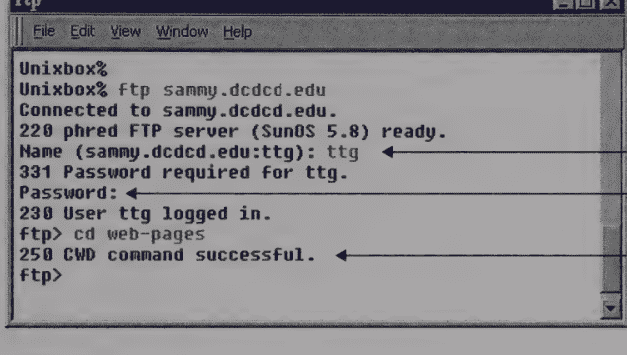 ftp
File Edit View Window Help
Unixbox%
Unixbox% ftp sammy.dcdcd.edu
Connected to sammy.dcdcd.edu.
220 phred FTP server (SunOS 5.8) ready.
Name (sammy.dcdcd.edu:ttg): ttg
331 Password required for ttg.
Password:
230 User ttg logged in.
ftp> cd web-pages
250 CWD command successful.
ftp>